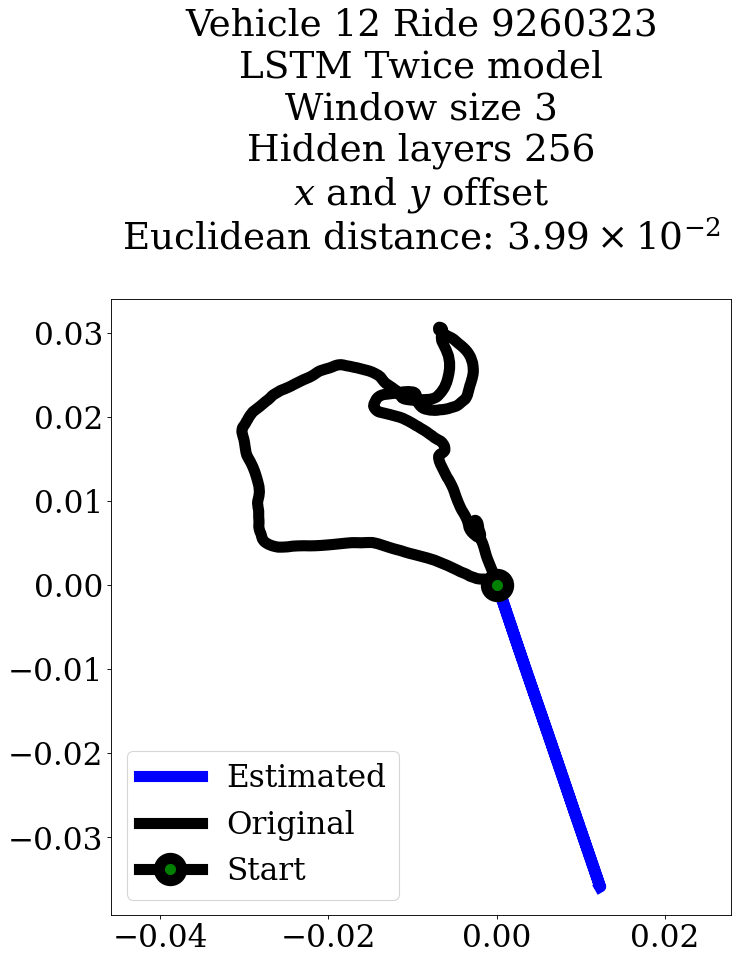 Vehicle 12 Ride 9260323
LSTM Twice model
Window size 3
Hidden layers 256
x and y offset
Euclidean distance: 3.99 × 10⁻²
0.03
0.02
0.01
0.00
−0.01
−0.02
−0.03
Estimated
Original
Start
−0.04
−0.02
0.00
0.02